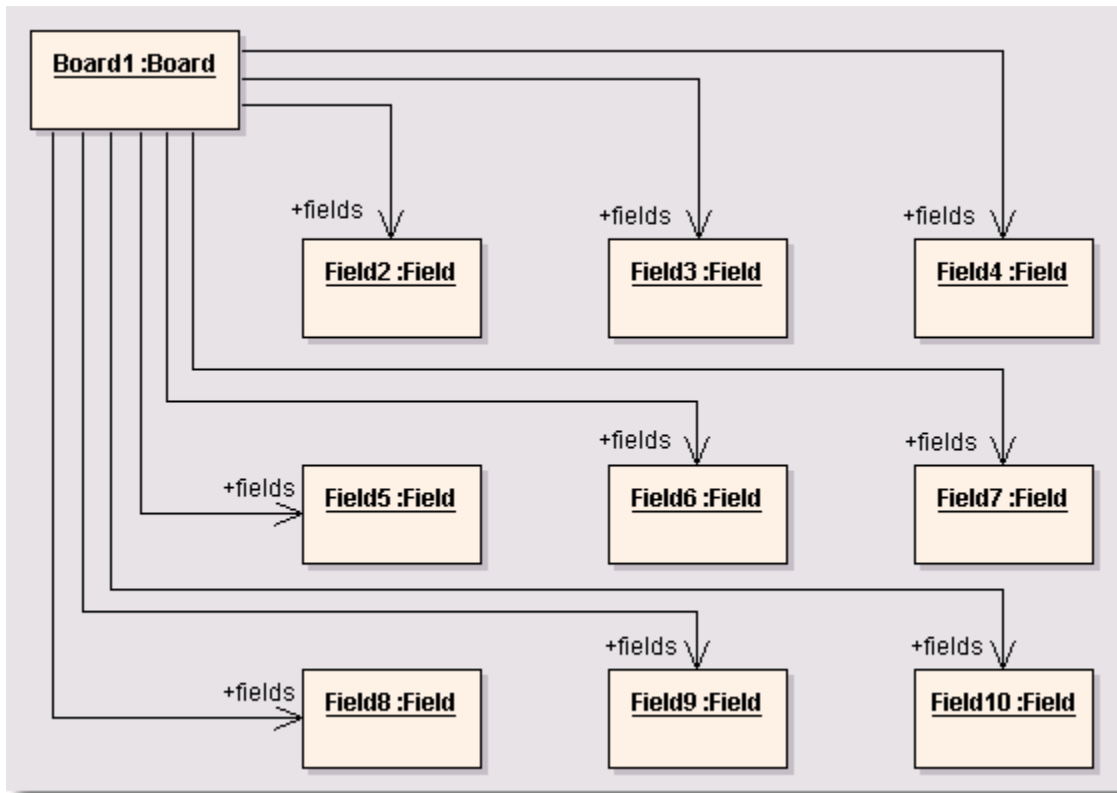 Board1 :Board
+fields
+fields
+fields
Field2 :Field
Field3 :Field
Field4 :Field
+fields
+fields
+fields
Field5 :Field
Field6 :Field
Field7 :Field
+fields
+fields
+fields
Field8 :Field
Field9 :Field
Field10 :Field